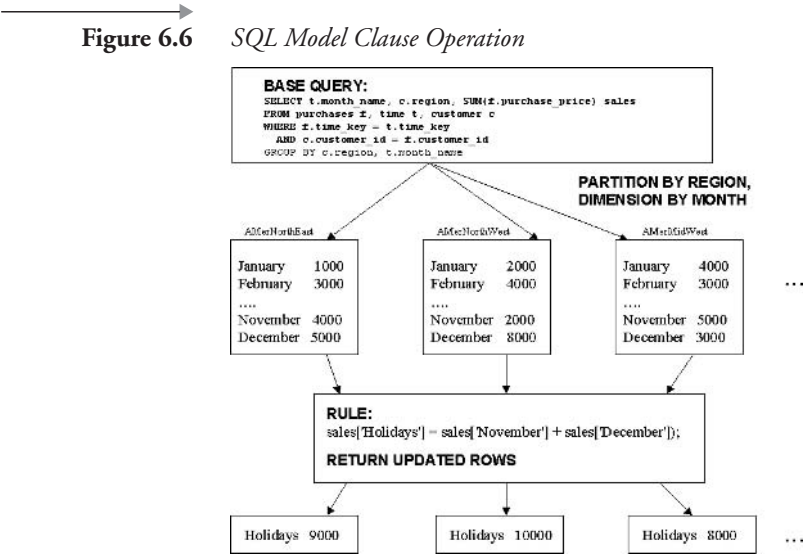 Figure 6.6 SQL Model Clause Operation
BASE QUERY:
SELECT t.month_name, c.region, SUM(f.purchase_price) sales
FROM purchases f, time t, customer c
WHERE f.time_key = t.time_key
AND c.customer_id = f.customer_id
GROUP BY c.region, t.month_name
PARTITION BY REGION,
DIMENSION BY MONTH
AMerNorthEast
January 1000
February 3000
....
November 4000
December 5000
AMerNorthWest
January 2000
February 4000
....
November 2000
December 8000
AMerMidWest
January 4000
February 3000
....
November 5000
December 3000
...
RULE:
sales['Holidays'] = sales['November'] + sales['December']);
RETURN UPDATED ROWS
Holidays 9000
Holidays 10000
Holidays 8000
...